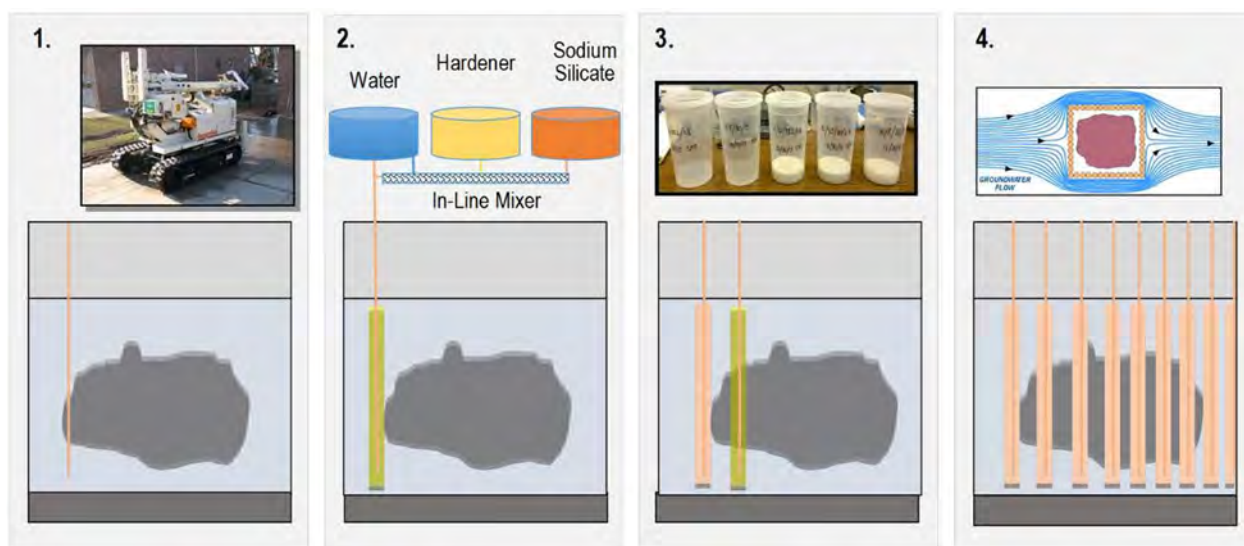 1.
2.
Water
Hardener
Sodium
Silicate
In-Line Mixer
3.
4.
GROUNDWATER
FLOW